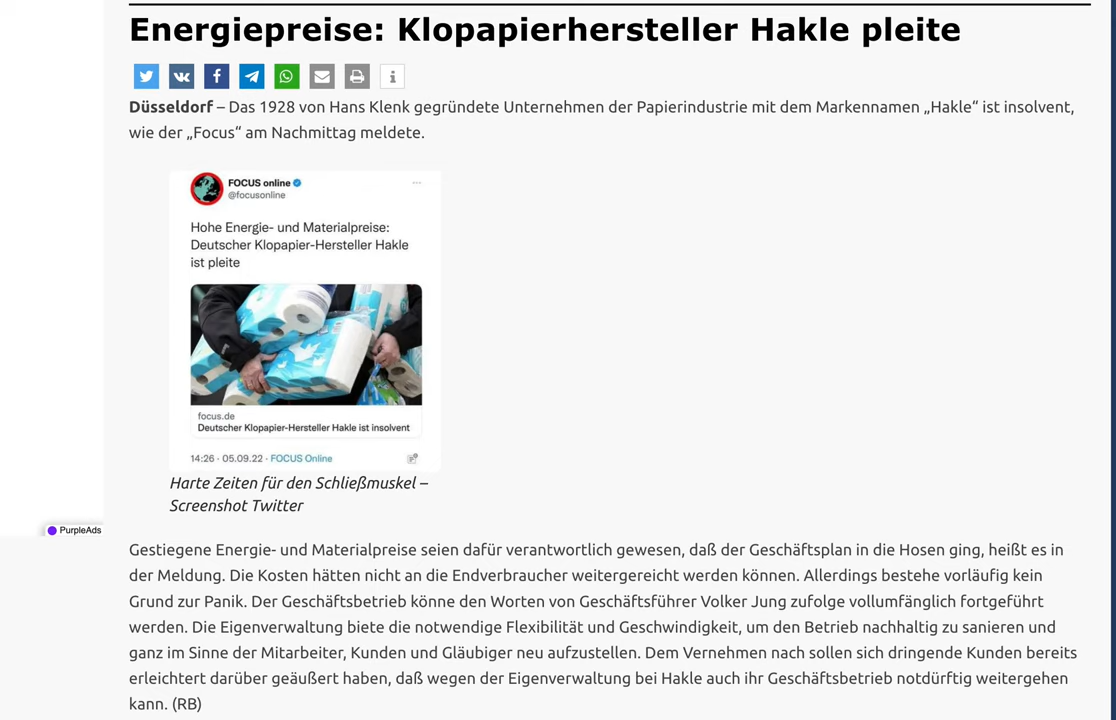 Energiepreise: Klopapierhersteller Hakle pleite
Düsseldorf – Das 1928 von Hans Klenk gegründete Unternehmen der Papierindustrie mit dem Markennamen „Hakle“ ist insolvent,
wie der „Focus“ am Nachmittag meldete.
FOCUS online
@focusonline
Hohe Energie- und Materialpreise:
Deutscher Klopapier-Hersteller Hakle
ist pleite
focus.de
Deutscher Klopapier-Hersteller Hakle ist insolvent
14:26 · 05.09.22 · FOCUS Online
Harte Zeiten für den Schließmuskel –
Screenshot Twitter
PurpleAds
Gestiegene Energie- und Materialpreise seien dafür verantwortlich gewesen, daß der Geschäftsplan in die Hosen ging, heißt es in
der Meldung. Die Kosten hätten nicht an die Endverbraucher weitergereicht werden können. Allerdings bestehe vorläufig kein
Grund zur Panik. Der Geschäftsbetrieb könne den Worten von Geschäftsführer Volker Jung zufolge vollumfänglich fortgeführt
werden. Die Eigenverwaltung biete die notwendige Flexibilität und Geschwindigkeit, um den Betrieb nachhaltig zu sanieren und
ganz im Sinne der Mitarbeiter, Kunden und Gläubiger neu aufzustellen. Dem Vernehmen nach sollen sich dringende Kunden bereits
erleichtert darüber geäußert haben, daß wegen der Eigenverwaltung bei Hakle auch ihr Geschäftsbetrieb notdürftig weitergehen
kann. (RB)